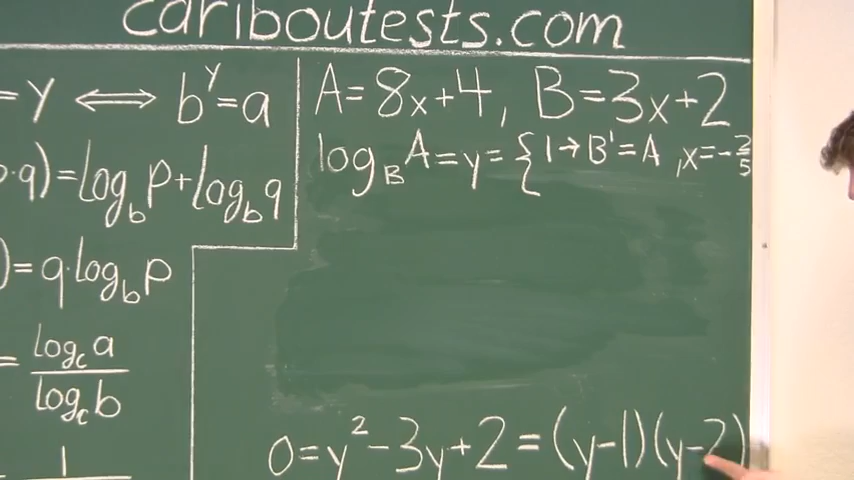 cariboutests.com
=y ⟺ b^y=a
p·q)=log_b p+log_b q
)=q·log_b p
= log_c a / log_c b
1
A=8x+4, B=3x+2
log_B A=y={1→B^1=A ,x=-2/5
0=y^2-3y+2=(y-1)(y-2)